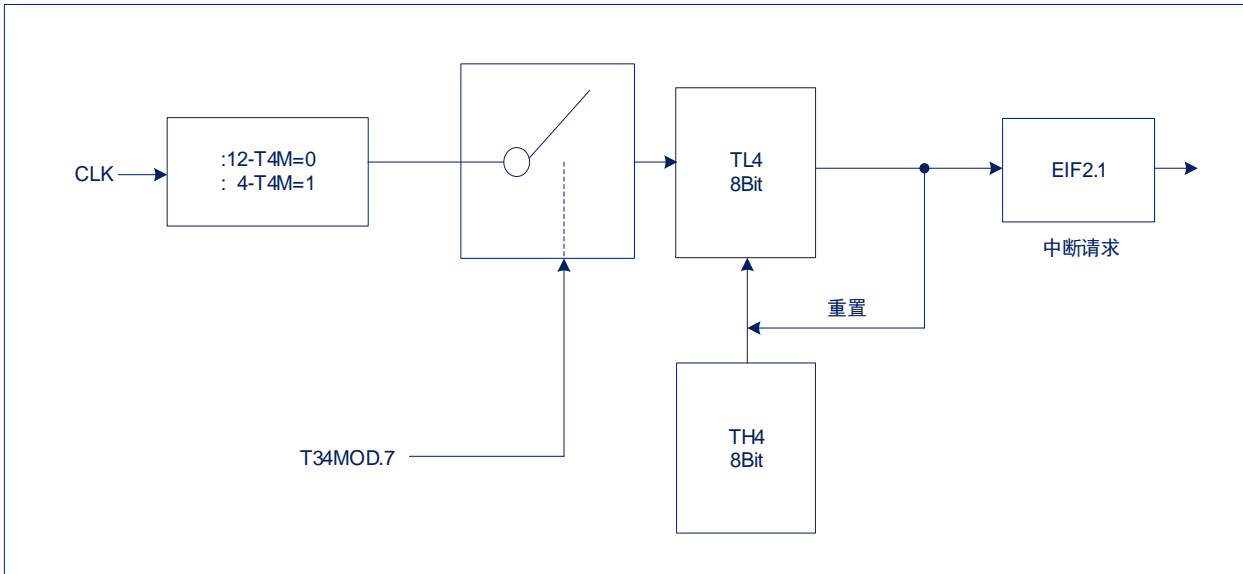 CLK
:12-T4M=0
: 4-T4M=1
TL4
8Bit
EIF2.1
中断请求
重置
TH4
8Bit
T34MOD.7